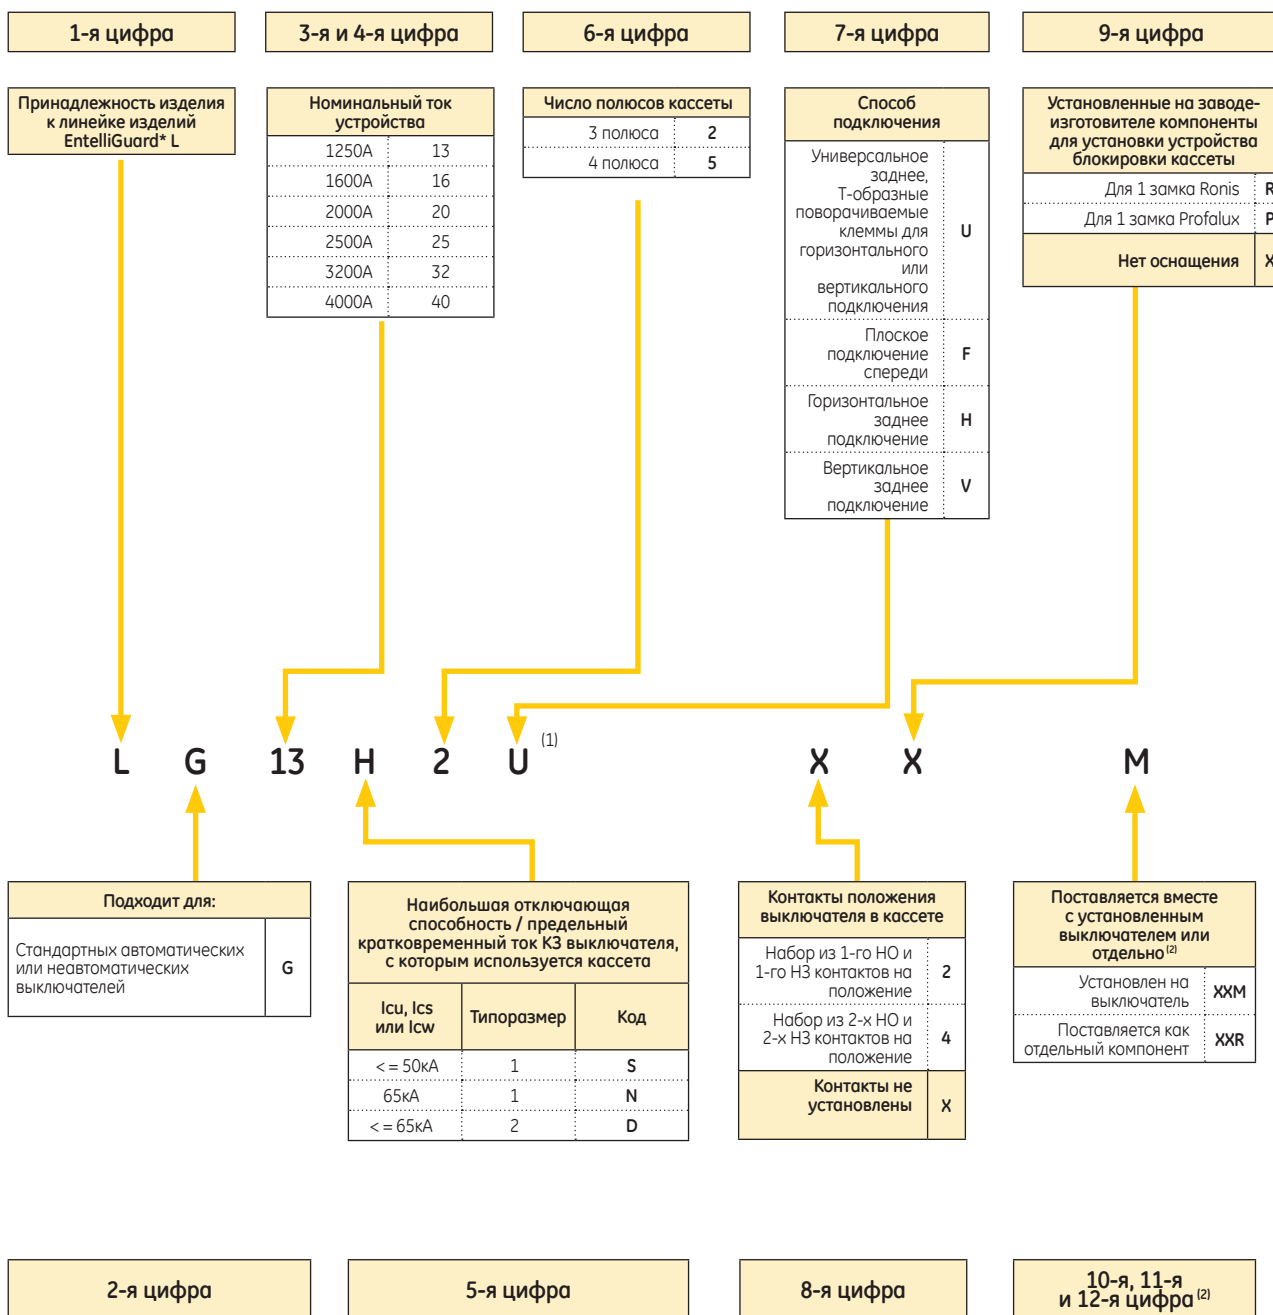 1-я цифра
3-я и 4-я цифра
6-я цифра
7-я цифра
9-я цифра
Принадлежность изделия
к линейке изделий
EntelliGuard* L
Номинальный ток
устройства
1250А 13
1600А 16
2000А 20
2500А 25
3200А 32
4000А 40
Число полюсов кассеты
3 полюса 2
4 полюса 5
Способ
подключения
Универсальное
заднее,
Т-образные
поворачиваемые
клеммы для
горизонтального
или
вертикального
подключения
U
Плоское
подключение
спереди
F
Горизонтальное
заднее
подключение
H
Вертикальное
заднее
подключение
V
Установленные на заводе-
изготовителе компоненты
для установки устройства
блокировки кассеты
Для 1 замка Ronis R
Для 1 замка Profalux P
Нет оснащения X
L G 13 H 2 U (1) X X M
Подходит для:
Стандартных автоматических
или неавтоматических
выключателей
G
Наибольшая отключающая
способность / предельный
кратковременный ток КЗ выключателя,
с которым используется кассета
Icu, Ics
или Icw
Типоразмер
Код
< = 50кА 1 S
65кА 1 N
< = 65кА 2 D
Контакты положения
выключателя в кассете
Набор из 1-го НО и
1-го НЗ контактов на
положение
2
Набор из 2-х НО и
2-х НЗ контактов на
положение
4
Контакты не
установлены
X
Поставляется вместе
с установленным
выключателем или
отдельно (2)
Установлен на
выключатель
XXM
Поставляется как
отдельный компонент
XXR
2-я цифра
5-я цифра
8-я цифра
10-я, 11-я
и 12-я цифра (2)